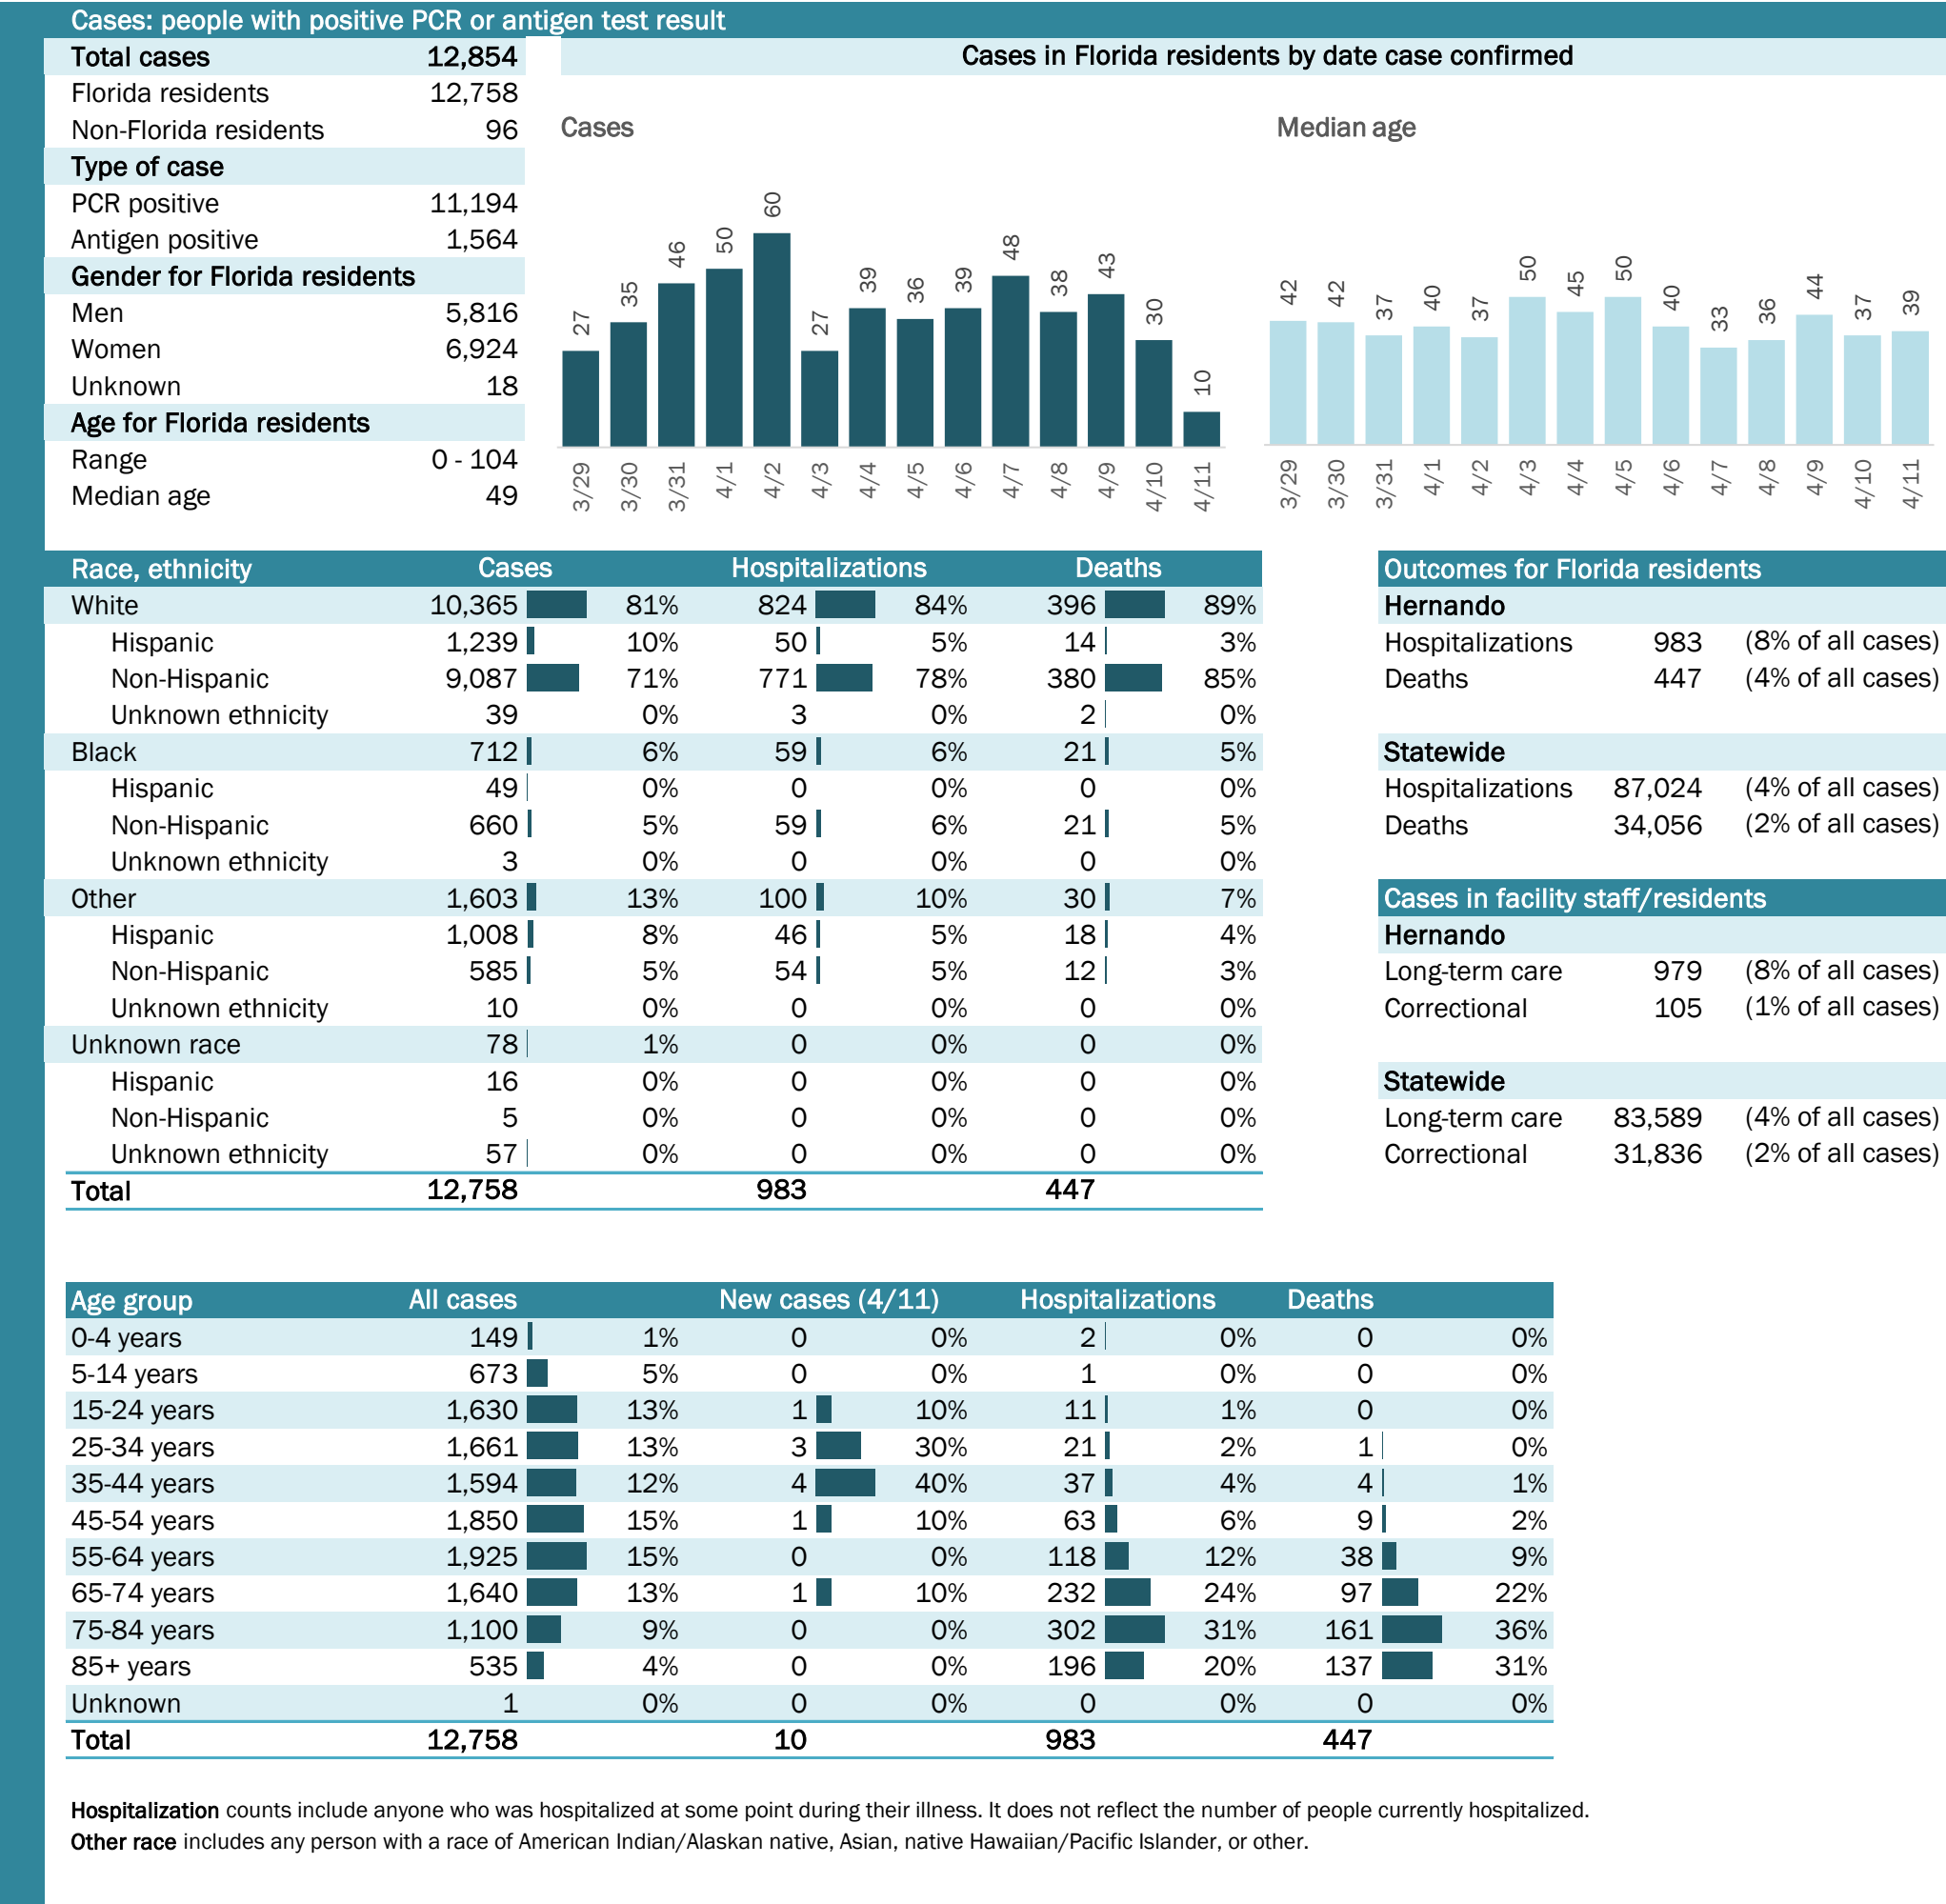 Cases: people with positive PCR or antigen test result
Total cases 12,854
Florida residents 12,758
Non-Florida residents 96
Type of case
PCR positive 11,194
Antigen positive 1,564
Gender for Florida residents
Men 5,816
Women 6,924
Unknown 18
Age for Florida residents
Range 0 - 104
Median age 49
Cases in Florida residents by date case confirmed
Cases
27 35 46 50 60 27 39 36 39 48 38 43 30 10
3/29 3/30 3/31 4/1 4/2 4/3 4/4 4/5 4/6 4/7 4/8 4/9 4/10 4/11
Median age
42 42 37 40 37 50 45 50 40 33 36 44 37 39
3/29 3/30 3/31 4/1 4/2 4/3 4/4 4/5 4/6 4/7 4/8 4/9 4/10 4/11
Race, ethnicity Cases Hospitalizations Deaths
White 10,365 81% 824 84% 396 89%
Hispanic 1,239 10% 50 5% 14 3%
Non-Hispanic 9,087 71% 771 78% 380 85%
Unknown ethnicity 39 0% 3 0% 2 0%
Black 712 6% 59 6% 21 5%
Hispanic 49 0% 0 0% 0 0%
Non-Hispanic 660 5% 59 6% 21 5%
Unknown ethnicity 3 0% 0 0% 0 0%
Other 1,603 13% 100 10% 30 7%
Hispanic 1,008 8% 46 5% 18 4%
Non-Hispanic 585 5% 54 5% 12 3%
Unknown ethnicity 10 0% 0 0% 0 0%
Unknown race 78 1% 0 0% 0 0%
Hispanic 16 0% 0 0% 0 0%
Non-Hispanic 5 0% 0 0% 0 0%
Unknown ethnicity 57 0% 0 0% 0 0%
Total 12,758 983 447
Outcomes for Florida residents
Hernando
Hospitalizations 983 (8% of all cases)
Deaths 447 (4% of all cases)
Statewide
Hospitalizations 87,024 (4% of all cases)
Deaths 34,056 (2% of all cases)
Cases in facility staff/residents
Hernando
Long-term care 979 (8% of all cases)
Correctional 105 (1% of all cases)
Statewide
Long-term care 83,589 (4% of all cases)
Correctional 31,836 (2% of all cases)
Age group All cases New cases (4/11) Hospitalizations Deaths
0-4 years 149 1% 0 0% 2 0% 0 0%
5-14 years 673 5% 0 0% 1 0% 0 0%
15-24 years 1,630 13% 1 10% 11 1% 0 0%
25-34 years 1,661 13% 3 30% 21 2% 1 0%
35-44 years 1,594 12% 4 40% 37 4% 4 1%
45-54 years 1,850 15% 1 10% 63 6% 9 2%
55-64 years 1,925 15% 0 0% 118 12% 38 9%
65-74 years 1,640 13% 1 10% 232 24% 97 22%
75-84 years 1,100 9% 0 0% 302 31% 161 36%
85+ years 535 4% 0 0% 196 20% 137 31%
Unknown 1 0% 0 0% 0 0% 0 0%
Total 12,758 10 983 447
Hospitalization counts include anyone who was hospitalized at some point during their illness. It does not reflect the number of people currently hospitalized.
Other race includes any person with a race of American Indian/Alaskan native, Asian, native Hawaiian/Pacific Islander, or other.